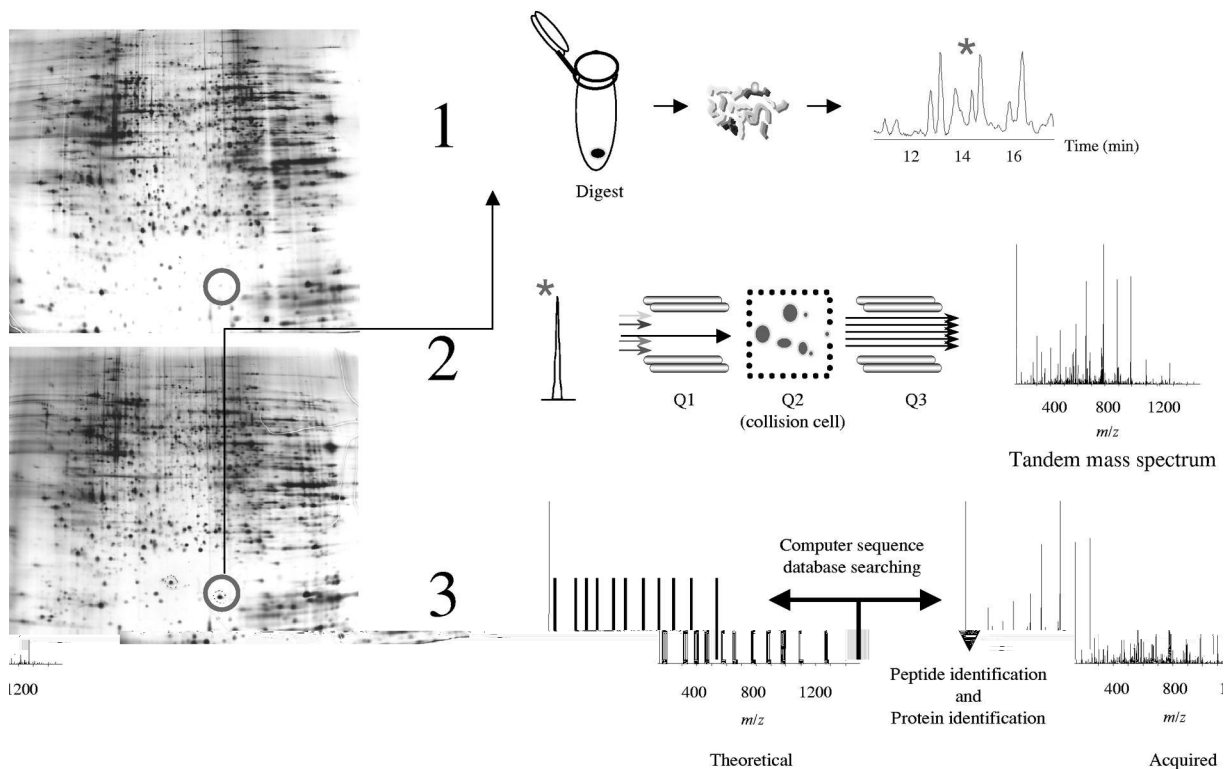 1
*
12 14 16 Time (min)
Digest
2
*
Q1 Q2 Q3
(collision cell)
400 800 1200
m/z
Tandem mass spectrum
3
Computer sequence
database searching
1200
400 800 1200
m/z
Peptide identification
and
Protein identification
400 800 1
m/z
Theoretical
Acquired